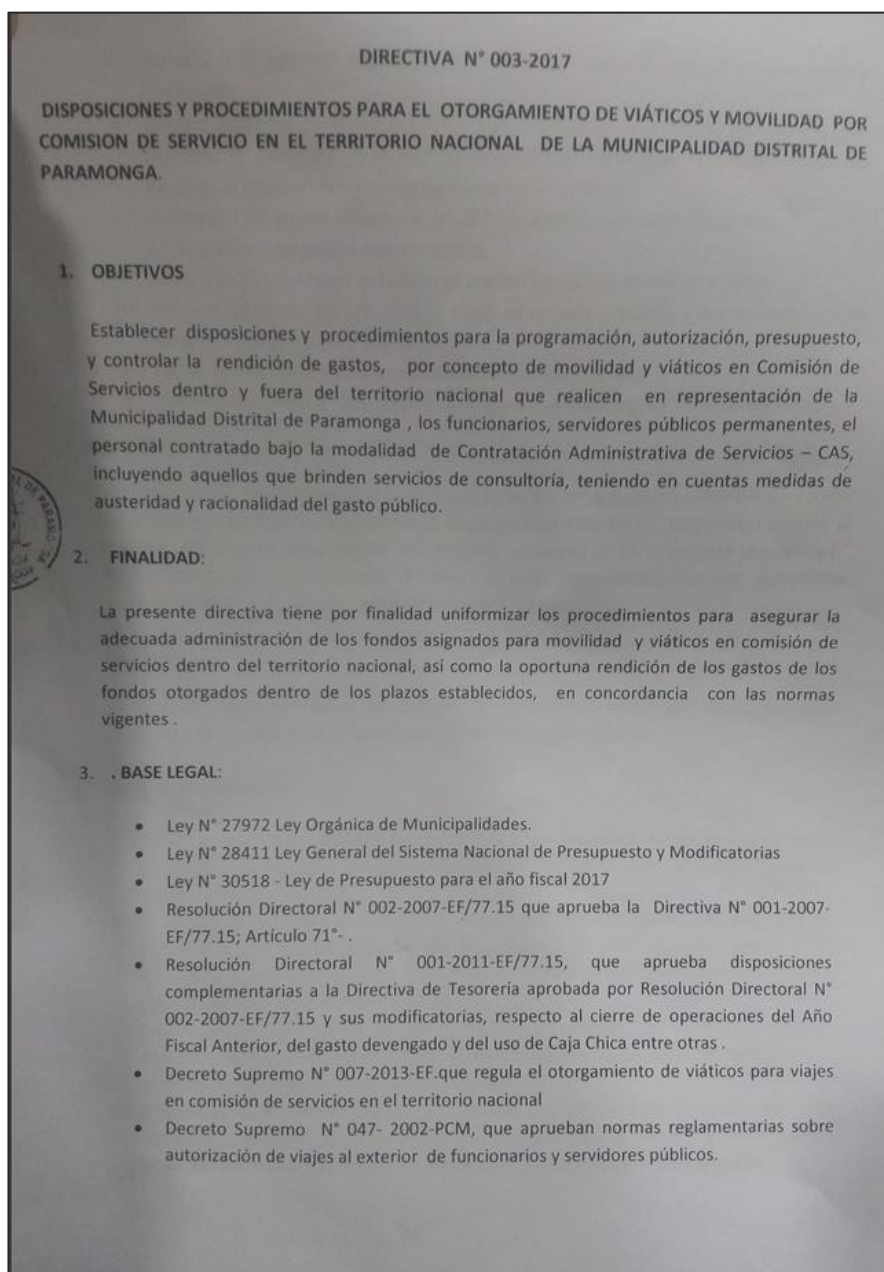 DIRECTIVA N° 003-2017
DISPOSICIONES Y PROCEDIMIENTOS PARA EL OTORGAMIENTO DE VIÁTICOS Y MOVILIDAD POR
COMISION DE SERVICIO EN EL TERRITORIO NACIONAL DE LA MUNICIPALIDAD DISTRITAL DE
PARAMONGA.
1. OBJETIVOS
Establecer disposiciones y procedimientos para la programación, autorización, presupuesto,
y controlar la rendición de gastos, por concepto de movilidad y viáticos en Comisión de
Servicios dentro y fuera del territorio nacional que realicen en representación de la
Municipalidad Distrital de Paramonga , los funcionarios, servidores públicos permanentes, el
personal contratado bajo la modalidad de Contratación Administrativa de Servicios – CAS,
incluyendo aquellos que brinden servicios de consultoría, teniendo en cuentas medidas de
austeridad y racionalidad del gasto público.
2. FINALIDAD:
La presente directiva tiene por finalidad uniformizar los procedimientos para asegurar la
adecuada administración de los fondos asignados para movilidad y viáticos en comisión de
servicios dentro del territorio nacional, así como la oportuna rendición de los gastos de los
fondos otorgados dentro de los plazos establecidos, en concordancia con las normas
vigentes .
3. . BASE LEGAL:
• Ley N° 27972 Ley Orgánica de Municipalidades.
• Ley N° 28411 Ley General del Sistema Nacional de Presupuesto y Modificatorias
• Ley N° 30518 - Ley de Presupuesto para el año fiscal 2017
• Resolución Directoral N° 002-2007-EF/77.15 que aprueba la Directiva N° 001-2007-
EF/77.15; Artículo 71°- .
• Resolución Directoral N° 001-2011-EF/77.15, que aprueba disposiciones
complementarias a la Directiva de Tesorería aprobada por Resolución Directoral N°
002-2007-EF/77.15 y sus modificatorias, respecto al cierre de operaciones del Año
Fiscal Anterior, del gasto devengado y del uso de Caja Chica entre otras .
• Decreto Supremo N° 007-2013-EF.que regula el otorgamiento de viáticos para viajes
en comisión de servicios en el territorio nacional
• Decreto Supremo N° 047- 2002-PCM, que aprueban normas reglamentarias sobre
autorización de viajes al exterior de funcionarios y servidores públicos.